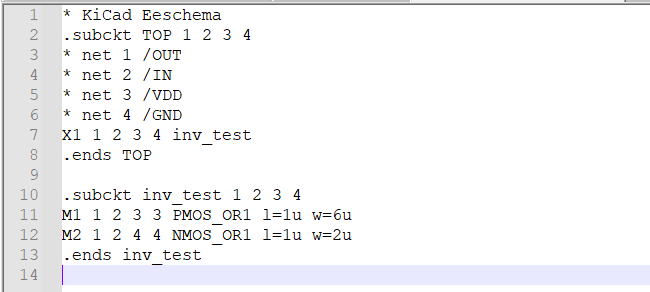 1 * KiCad Eeschema
2 .subckt TOP 1 2 3 4
3 * net 1 /OUT
4 * net 2 /IN
5 * net 3 /VDD
6 * net 4 /GND
7 X1 1 2 3 4 inv_test
8 .ends TOP
9
10 .subckt inv_test 1 2 3 4
11 M1 1 2 3 3 PMOS_OR1 l=1u w=6u
12 M2 1 2 4 4 NMOS_OR1 l=1u w=2u
13 .ends inv_test
14